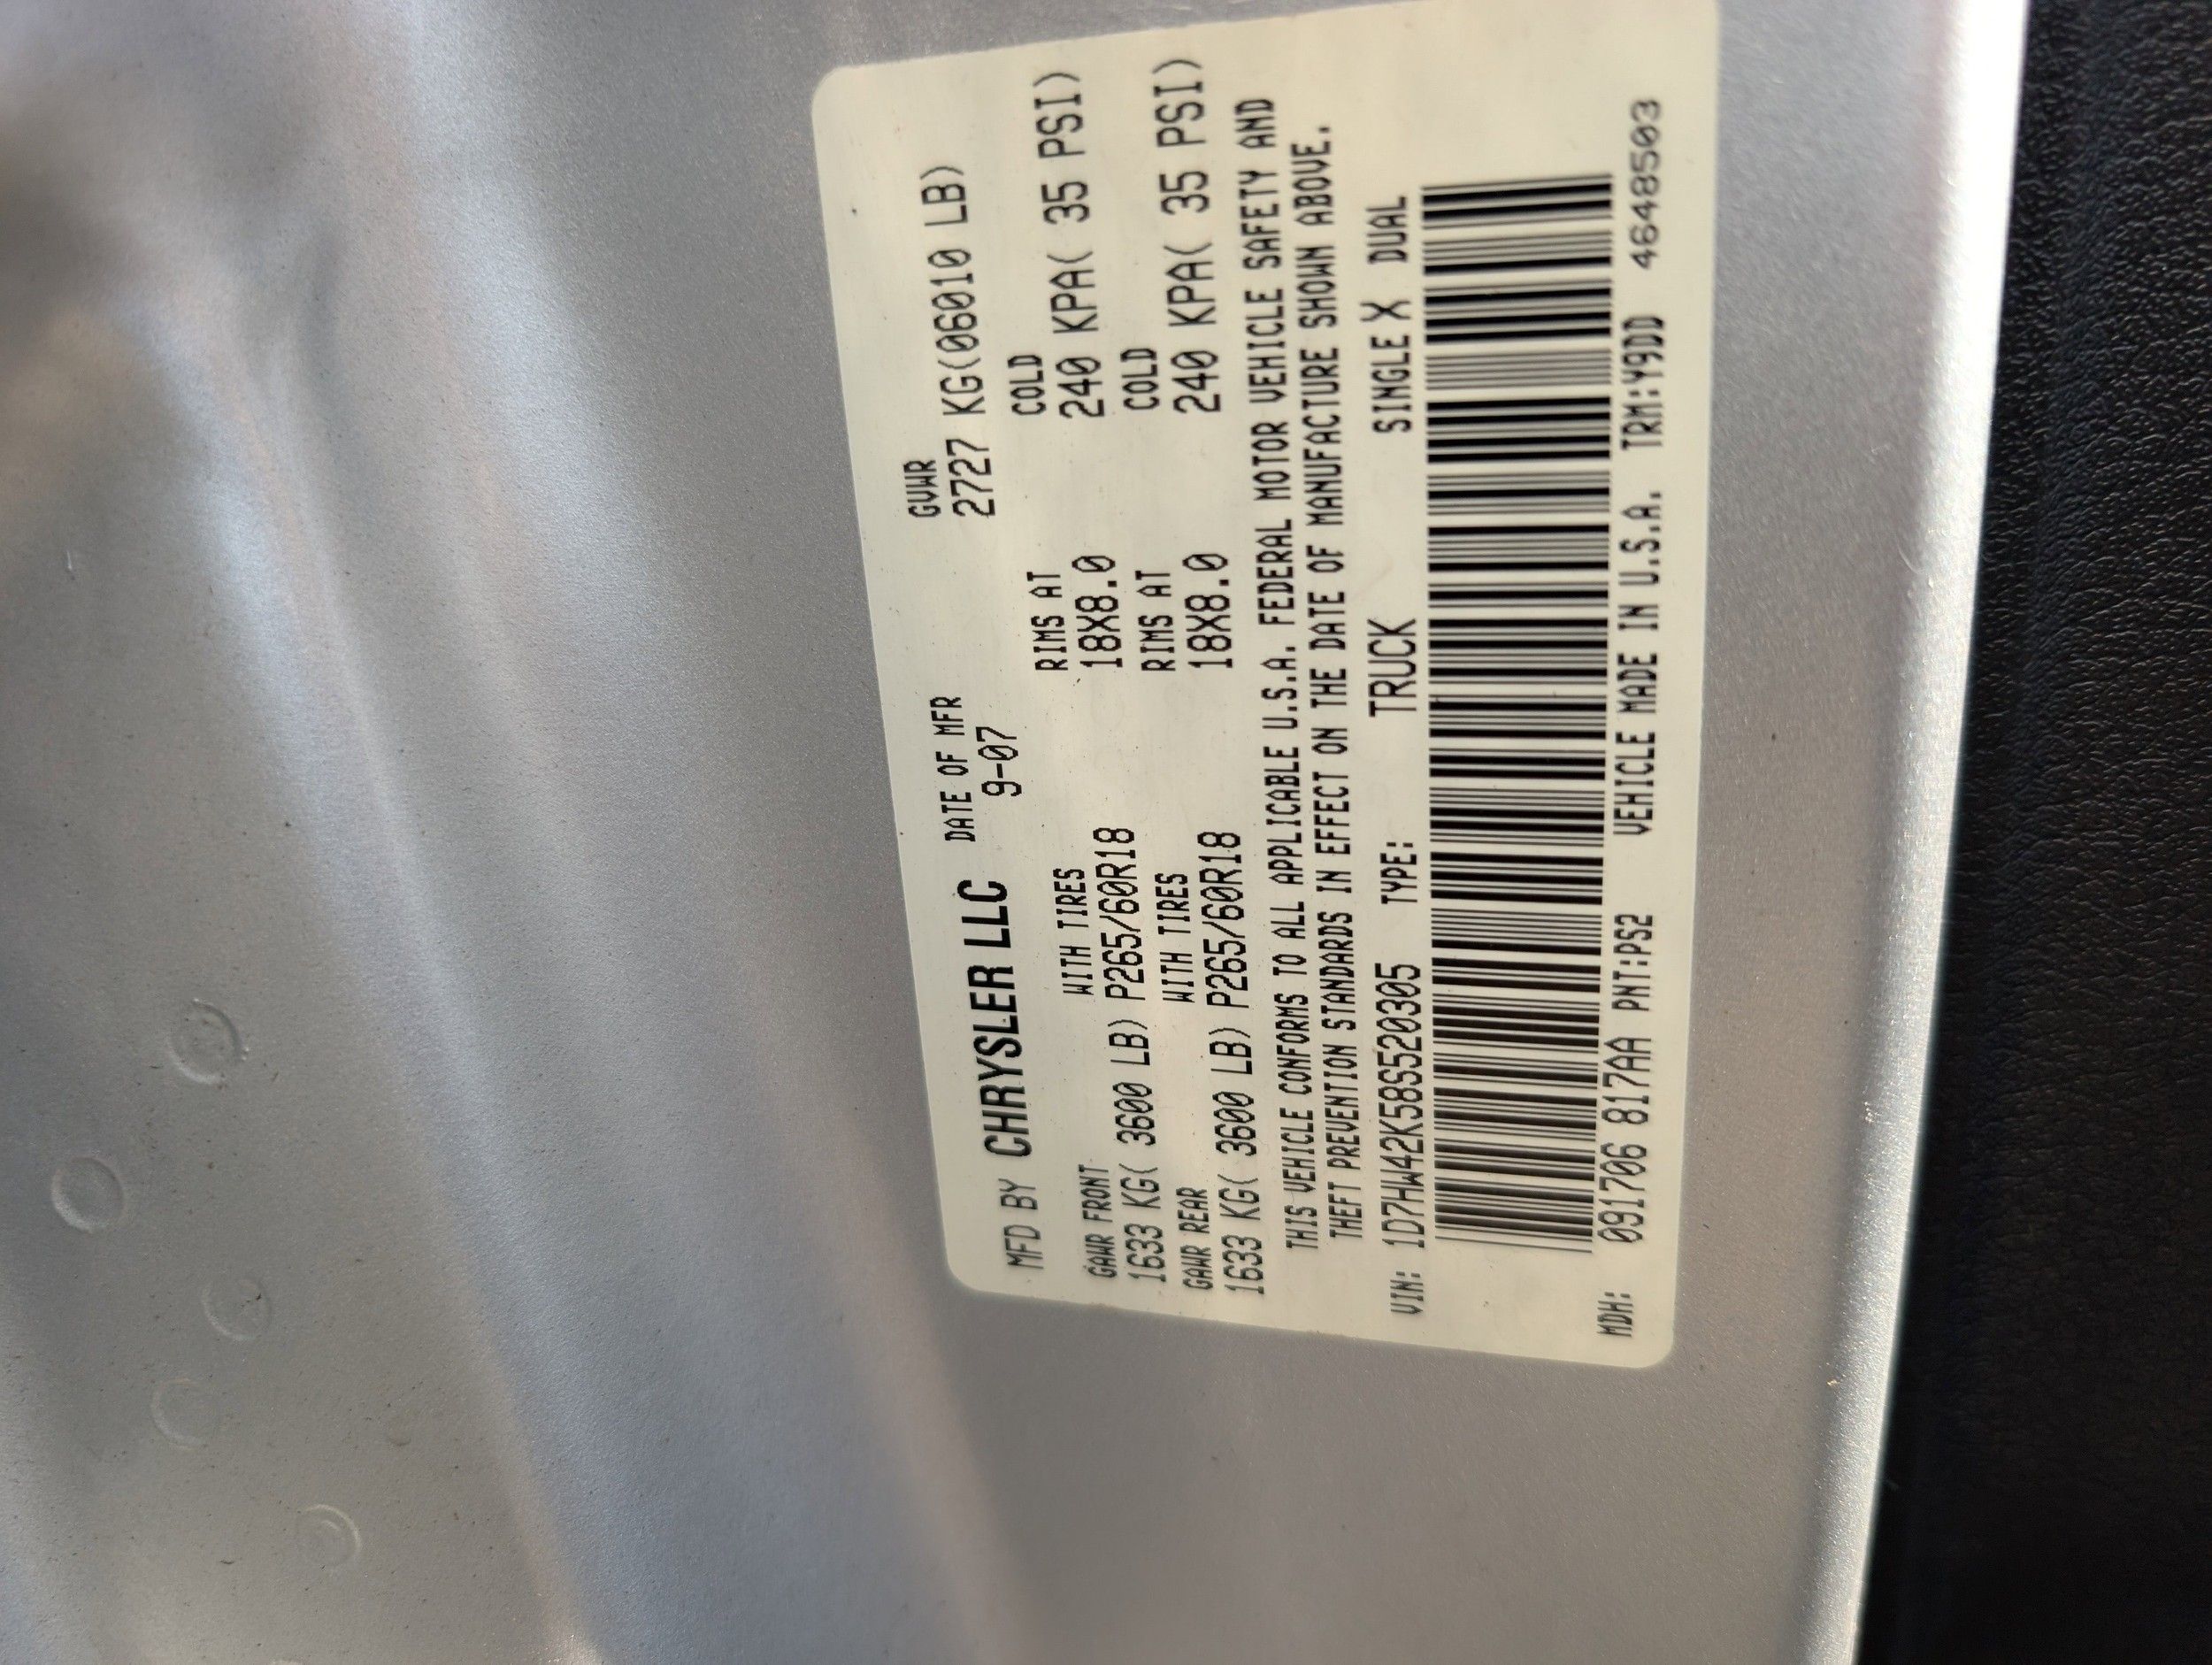 MFD BY CHRYSLER LLC DATE OF MFR GVWR
9-07 2727 KG(06010 LB)
GAWR FRONT WITH TIRES RIMS AT COLD
1633 KG( 3600 LB) P265/60R18 18X8.0 240 KPA( 35 PSI)
GAWR REAR WITH TIRES RIMS AT COLD
1633 KG( 3600 LB) P265/60R18 18X8.0 240 KPA( 35 PSI)
THIS VEHICLE CONFORMS TO ALL APPLICABLE U.S.A. FEDERAL MOTOR VEHICLE SAFETY AND
THEFT PREVENTION STANDARDS IN EFFECT ON THE DATE OF MANUFACTURE SHOWN ABOVE.
VIN: 1D7HW42K58S520305 TYPE: TRUCK SINGLE X DUAL
MDH: 091706 817AA PNT:PS2 VEHICLE MADE IN U.S.A. TRM:Y9DD 46485O3